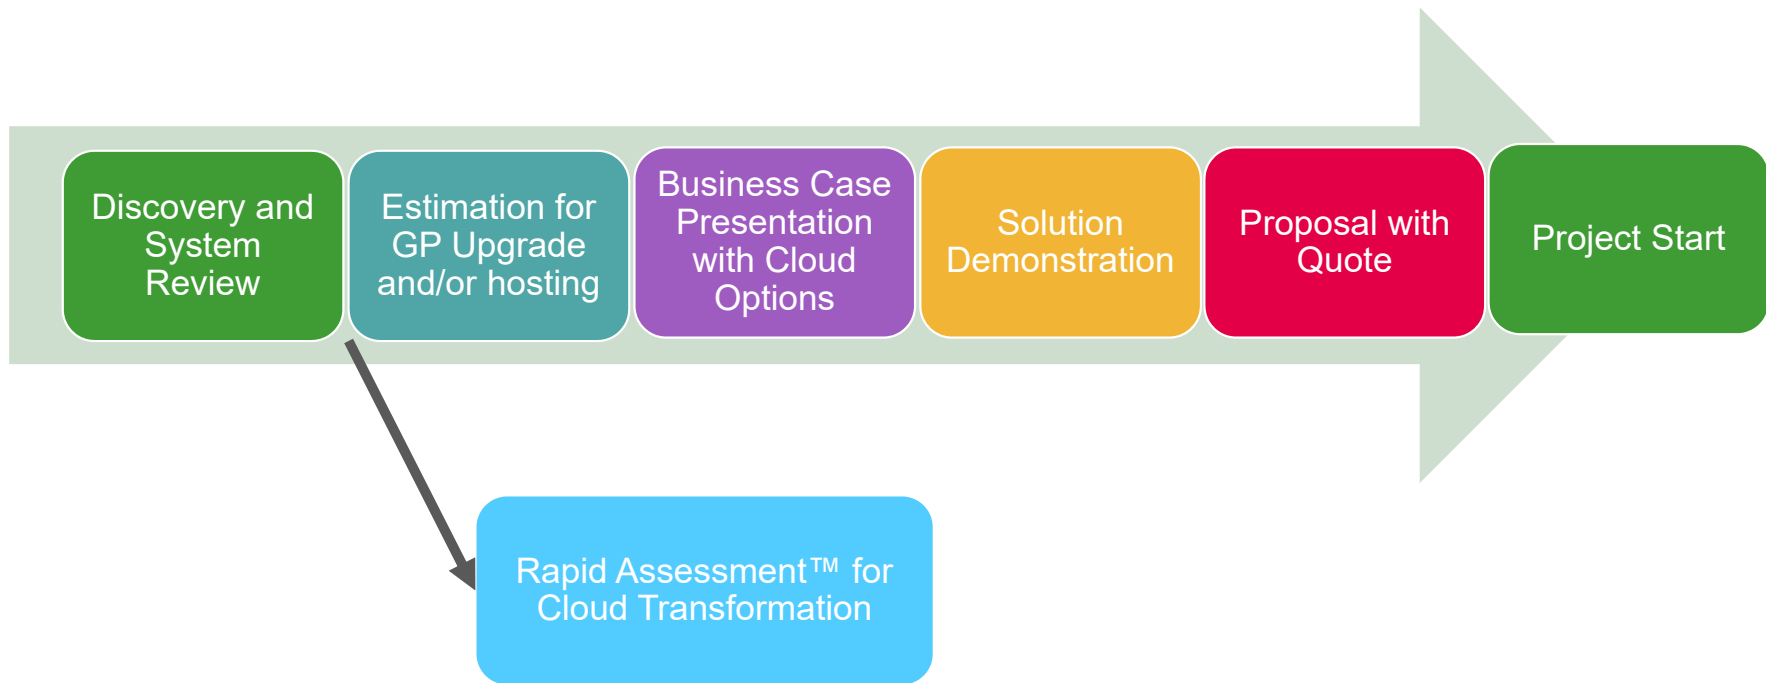 Discovery and
System
Review
Estimation for
GP Upgrade
and/or hosting
Business Case
Presentation
with Cloud
Options
Solution
Demonstration
Proposal with
Quote
Project Start
Rapid Assessment™ for
Cloud Transformation